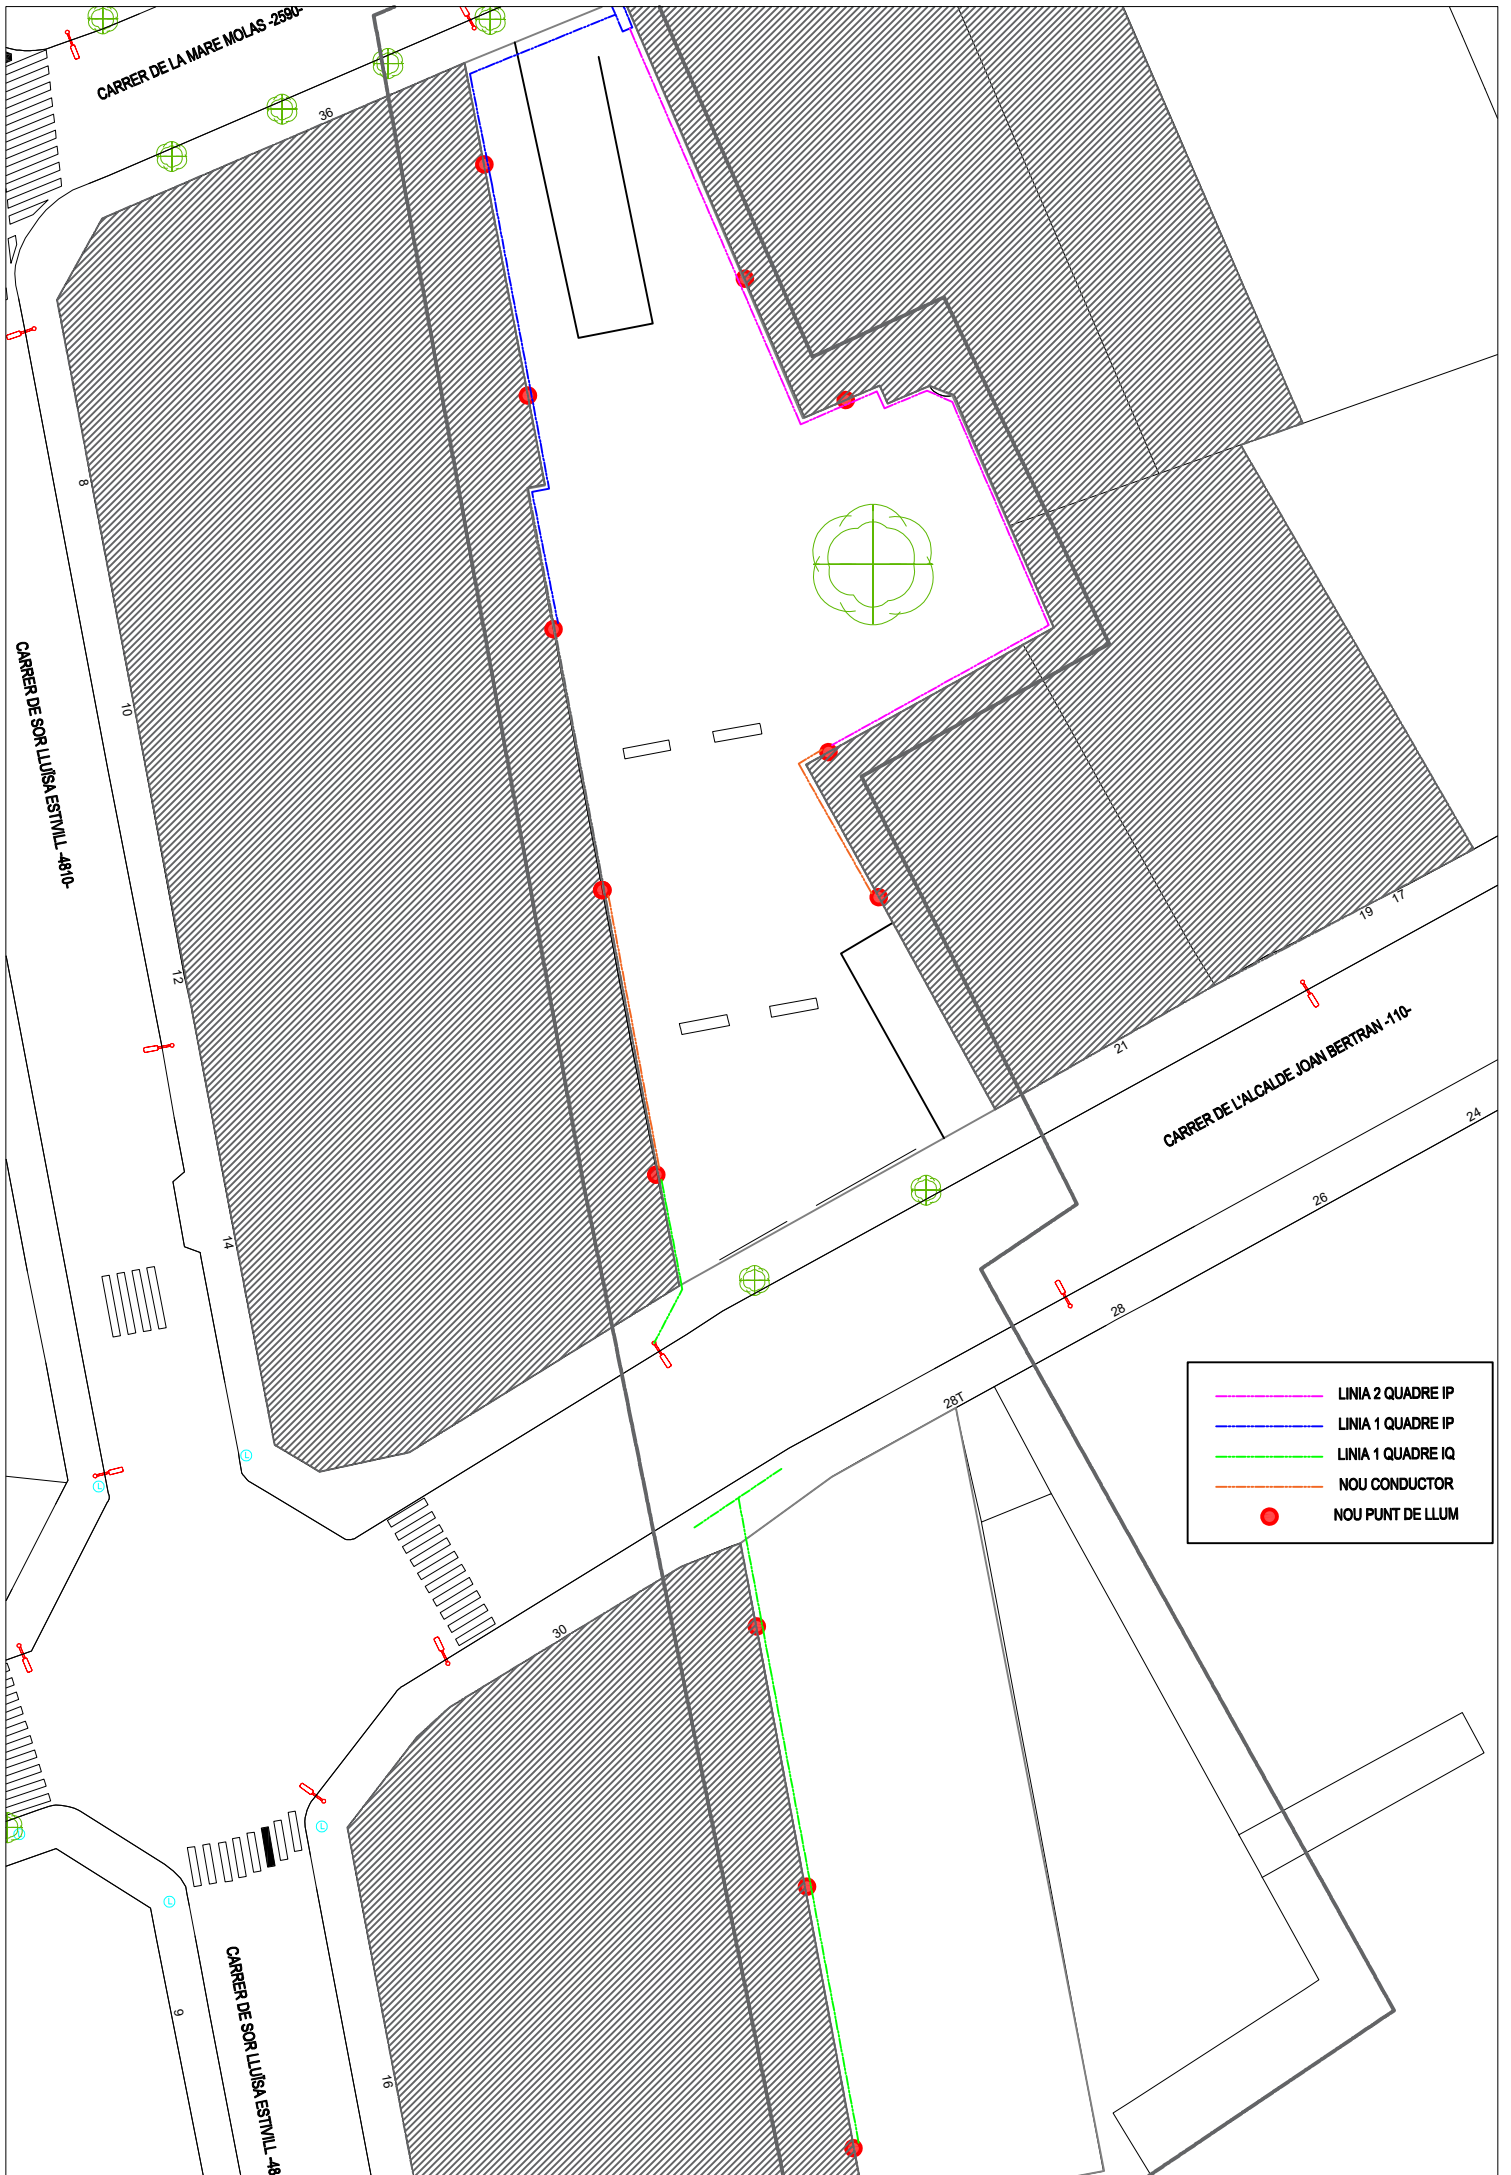 CARRER DE LA MARE MOLAS -2590-
36
8
CARRER DE SOR LLUÏSA ESTIVILL -4810-
10
12
19
17
21
CARRER DE L'ALCALDE JOAN BERTRAN -110-
24
26
14
28
28T
LINIA 2 QUADRE IP
LINIA 1 QUADRE IP
LINIA 1 QUADRE IQ
NOU CONDUCTOR
NOU PUNT DE LLUM
30
CARRER DE SOR LLUÏSA ESTIVILL -48
9
16